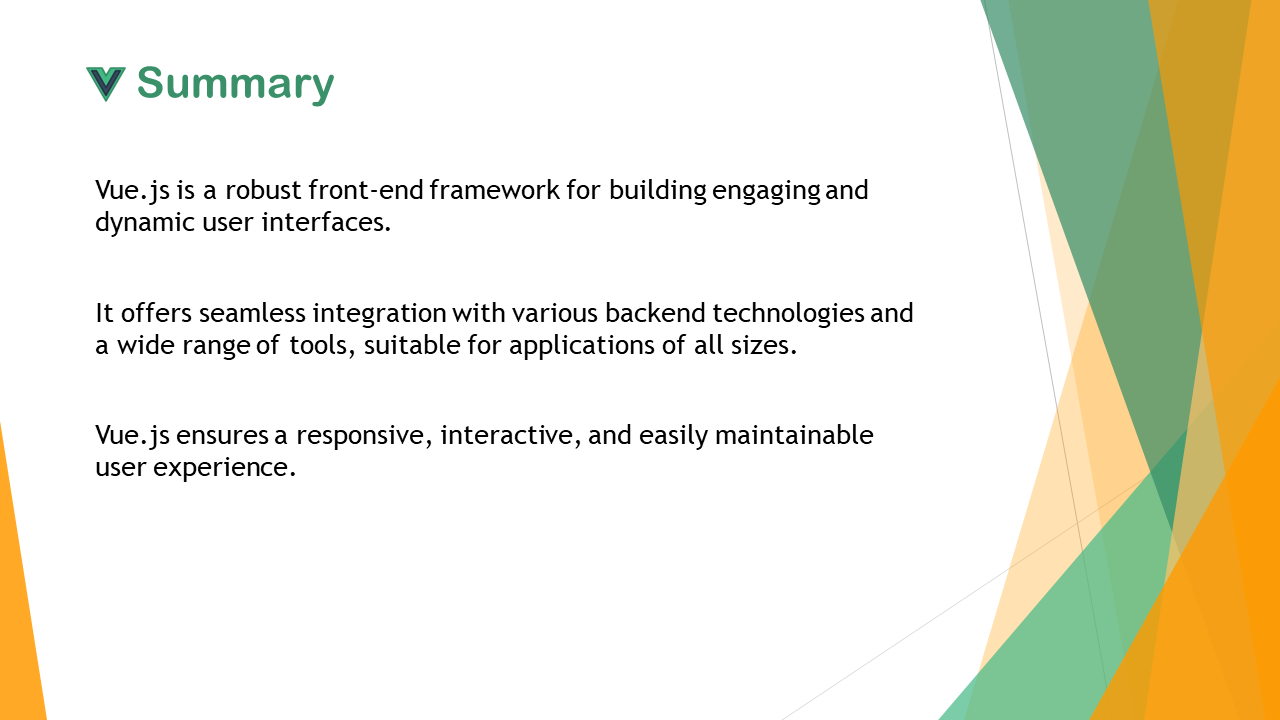 Summary
Vue.js is a robust front-end framework for building engaging and
dynamic user interfaces.
It offers seamless integration with various backend technologies and
a wide range of tools, suitable for applications of all sizes.
Vue.js ensures a responsive, interactive, and easily maintainable
user experience.